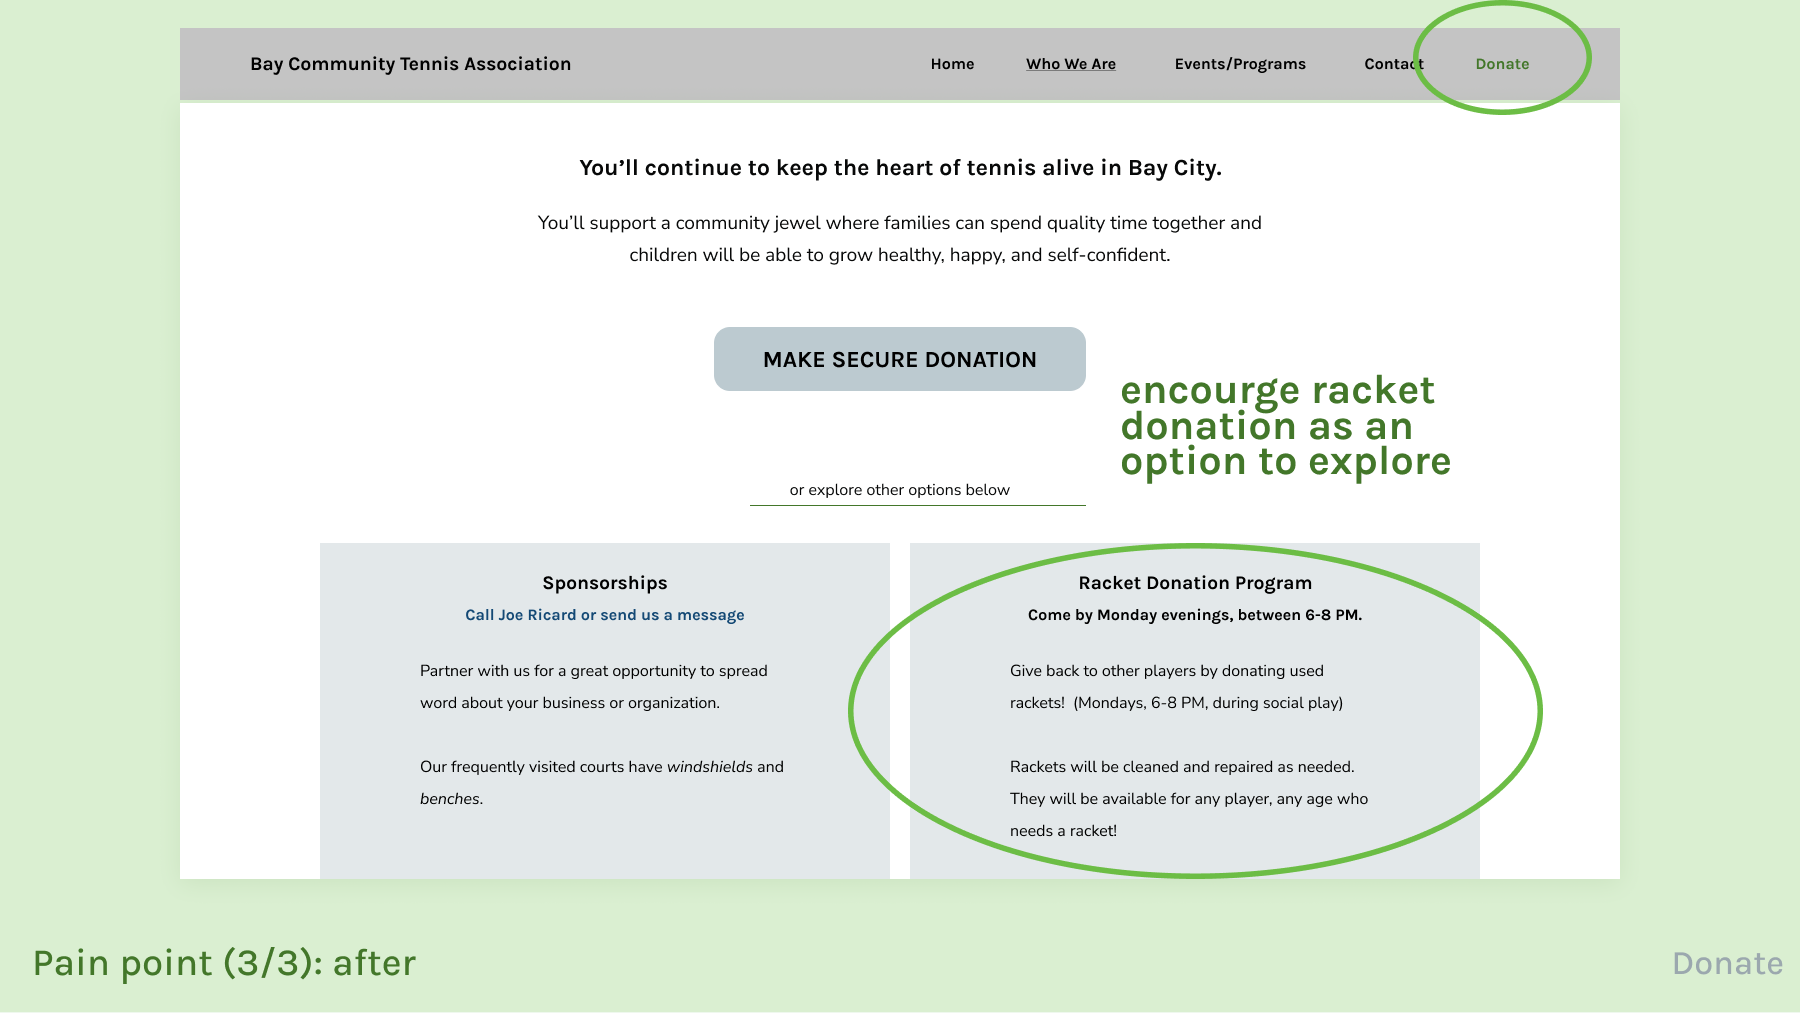 Bay Community Tennis Association
Home
Who We Are
Events/Programs
Contact
Donate
You’ll continue to keep the heart of tennis alive in Bay City.
You’ll support a community jewel where families can spend quality time together and
children will be able to grow healthy, happy, and self-confident.
MAKE SECURE DONATION
encourge racket
donation as an
option to explore
or explore other options below
Sponsorships
Call Joe Ricard or send us a message
Partner with us for a great opportunity to spread
word about your business or organization.
Our frequently visited courts have windshields and
benches.
Racket Donation Program
Come by Monday evenings, between 6-8 PM.
Give back to other players by donating used
rackets!  (Mondays, 6-8 PM, during social play)
Rackets will be cleaned and repaired as needed.
They will be available for any player, any age who
needs a racket!
Pain point (3/3): after
Donate